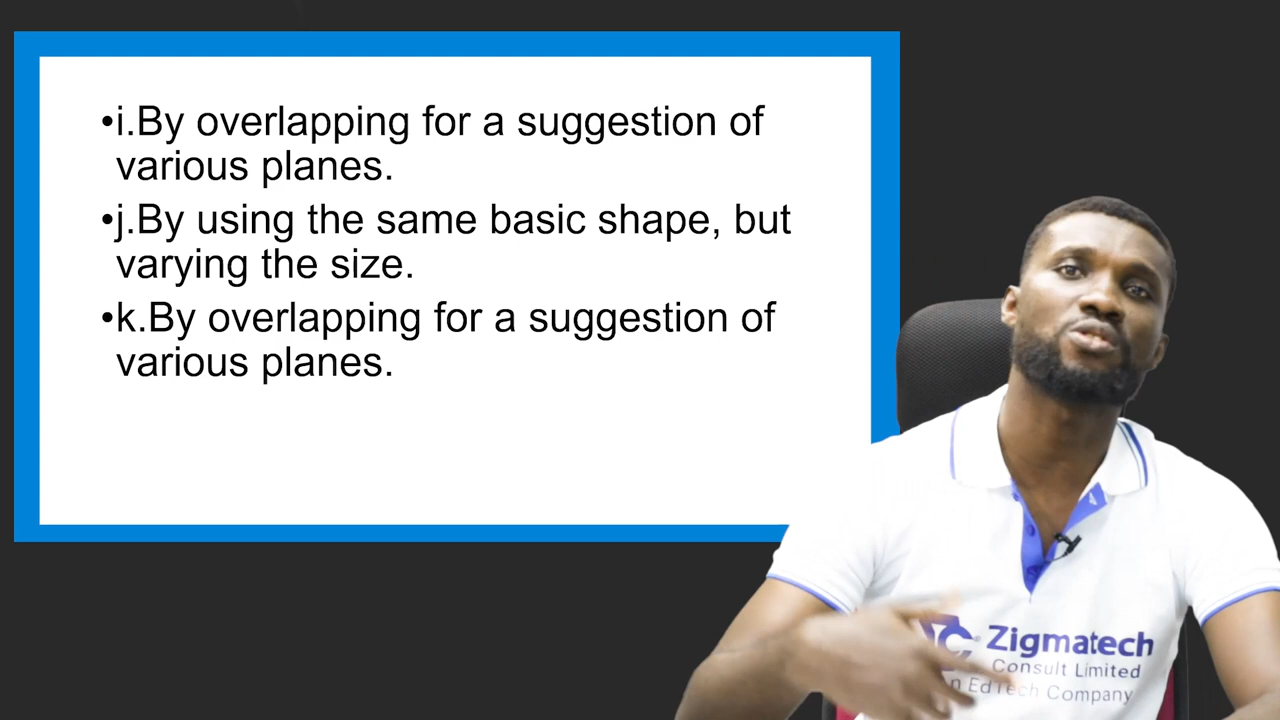 •i.By overlapping for a suggestion of
various planes.
•j.By using the same basic shape, but
varying the size.
•k.By overlapping for a suggestion of
various planes.
Zigmatech
Consult Limited
EdTech Company